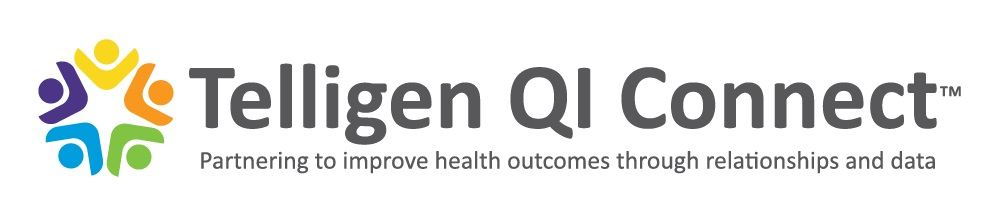 Telligen QI Connect™
Partnering to improve health outcomes through relationships and data